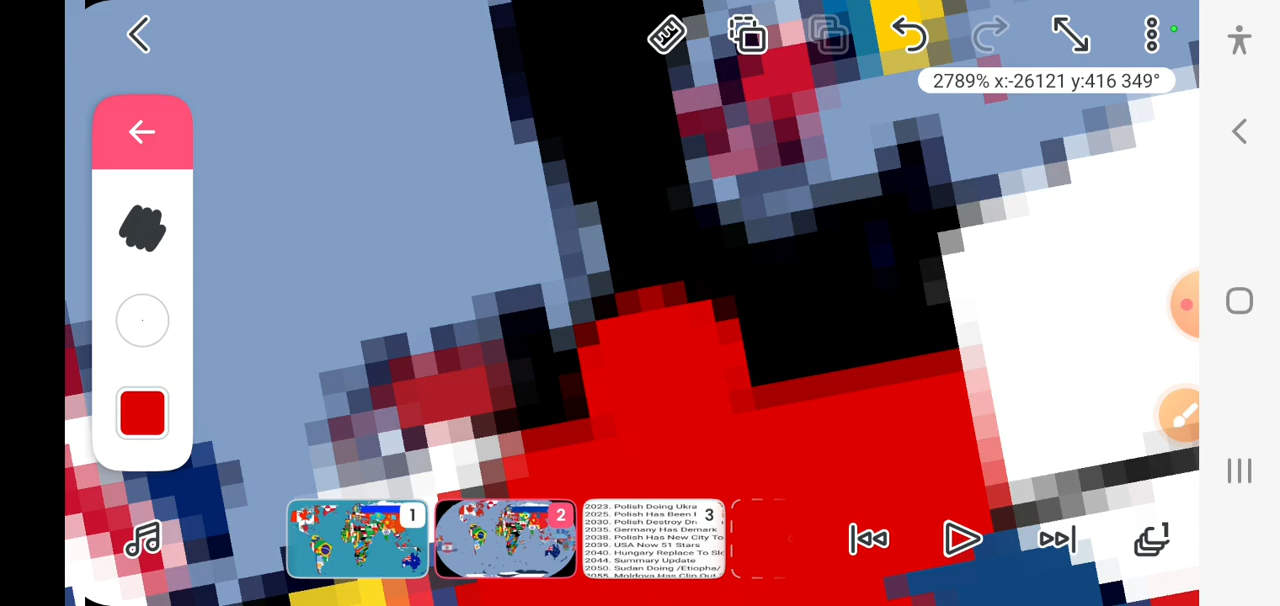 2789% x:-26121 y:416 349°
1
2
3
2023. Polish Doing Ukra
2025. Polish Has Been
2030. Polish Destroy Dr
2035. Germany Has Demark
2038. Polish Has New City To
2039. USA Now 51 Stars
2040. Hungary Replace To Slo
2044. Summary Update
2050. Sudan Doing /Etiopha/
2055. Moldova Has Clip Out
1